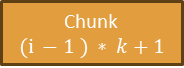 Chunk
(i − 1) ∗ k + 1